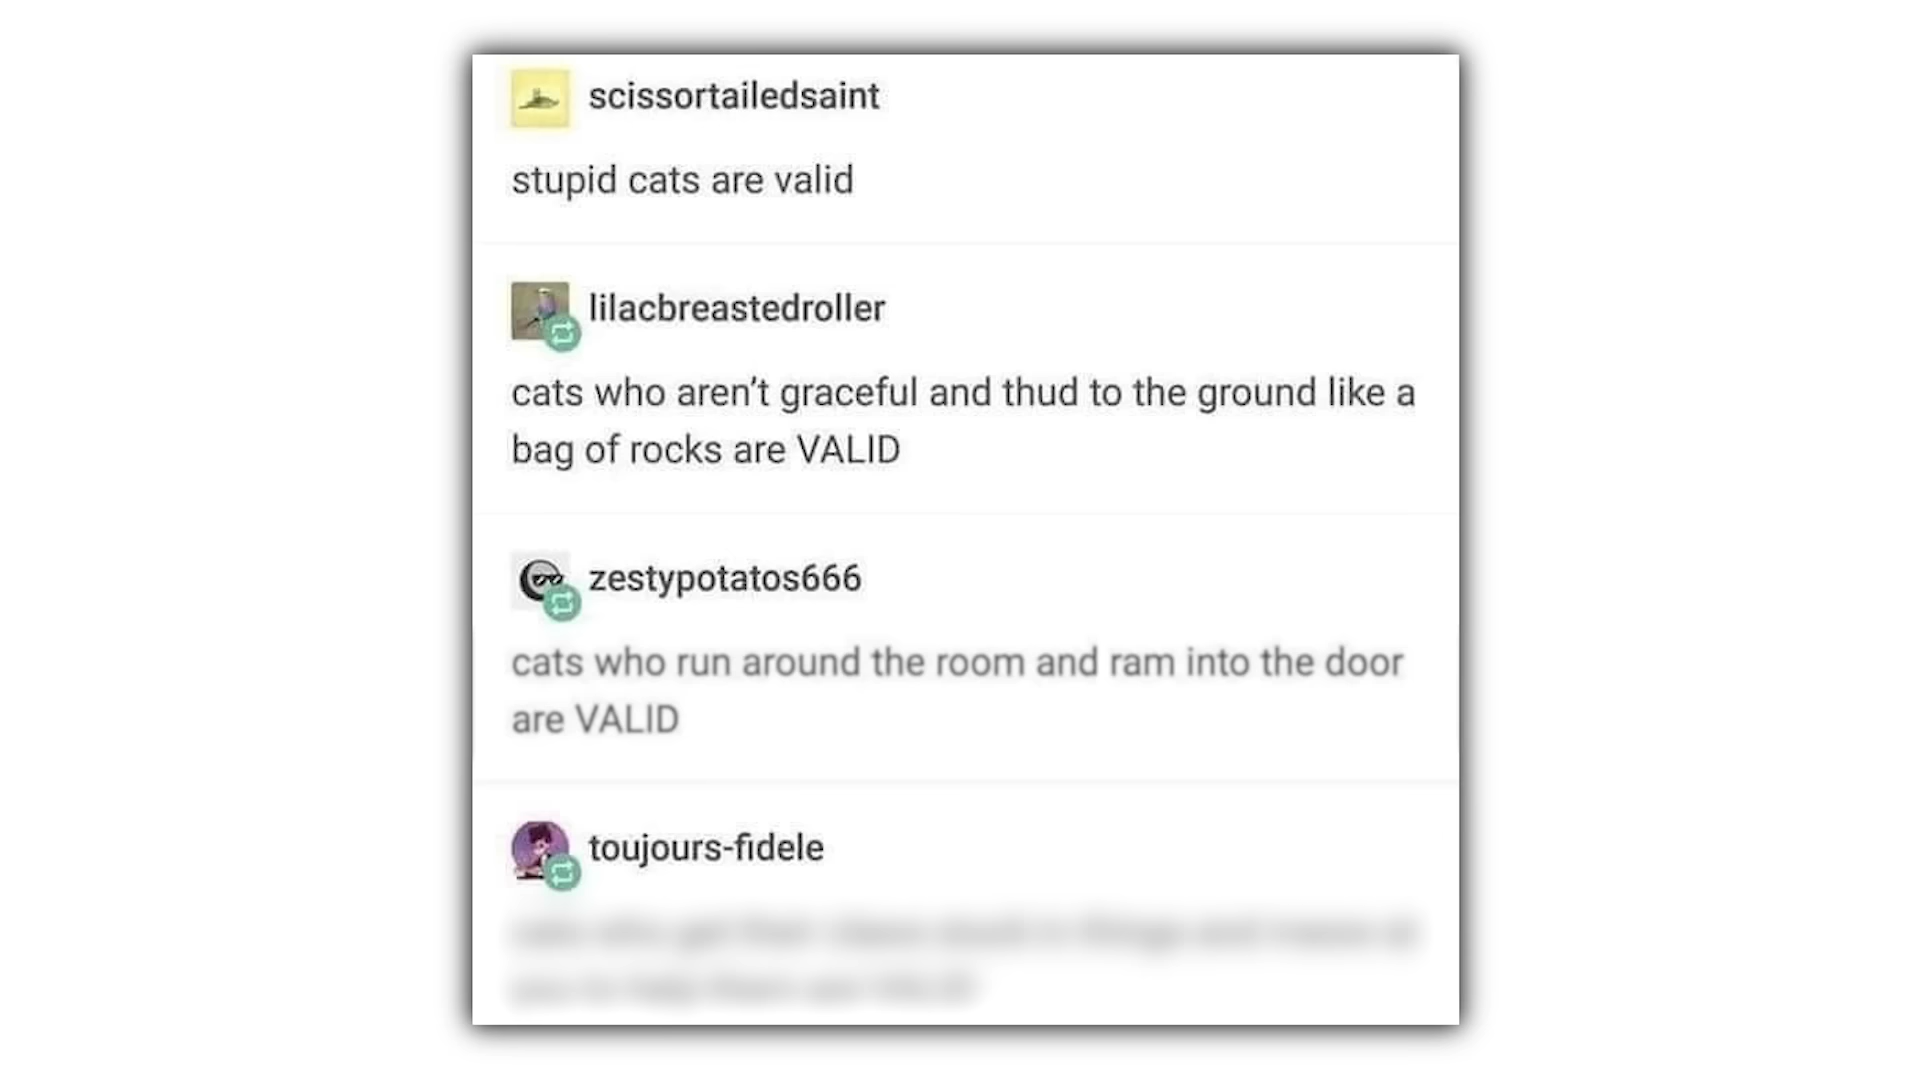 scissortailedsaint
stupid cats are valid
lilacbreastedroller
cats who aren't graceful and thud to the ground like a
bag of rocks are VALID
zestypotatos666
cats who run around the room and ram into the door
are VALID
toujours-fidele